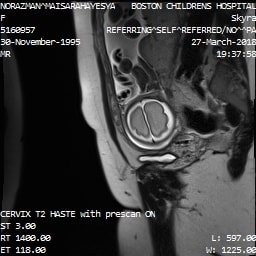 NORAZMAN^MAISARAHAYESYA BOSTON CHILDRENS HOSPITAL
F Skyra
5160957 REFERRING^SELF^REFERRED/NO^^PA
30-November-1995 27-March-2018
MR 19:37:58
CERVIX T2 HASTE with prescan ON
ST 3.00
RT 1400.00 L: 597.00
ET 118.00 W: 1225.00